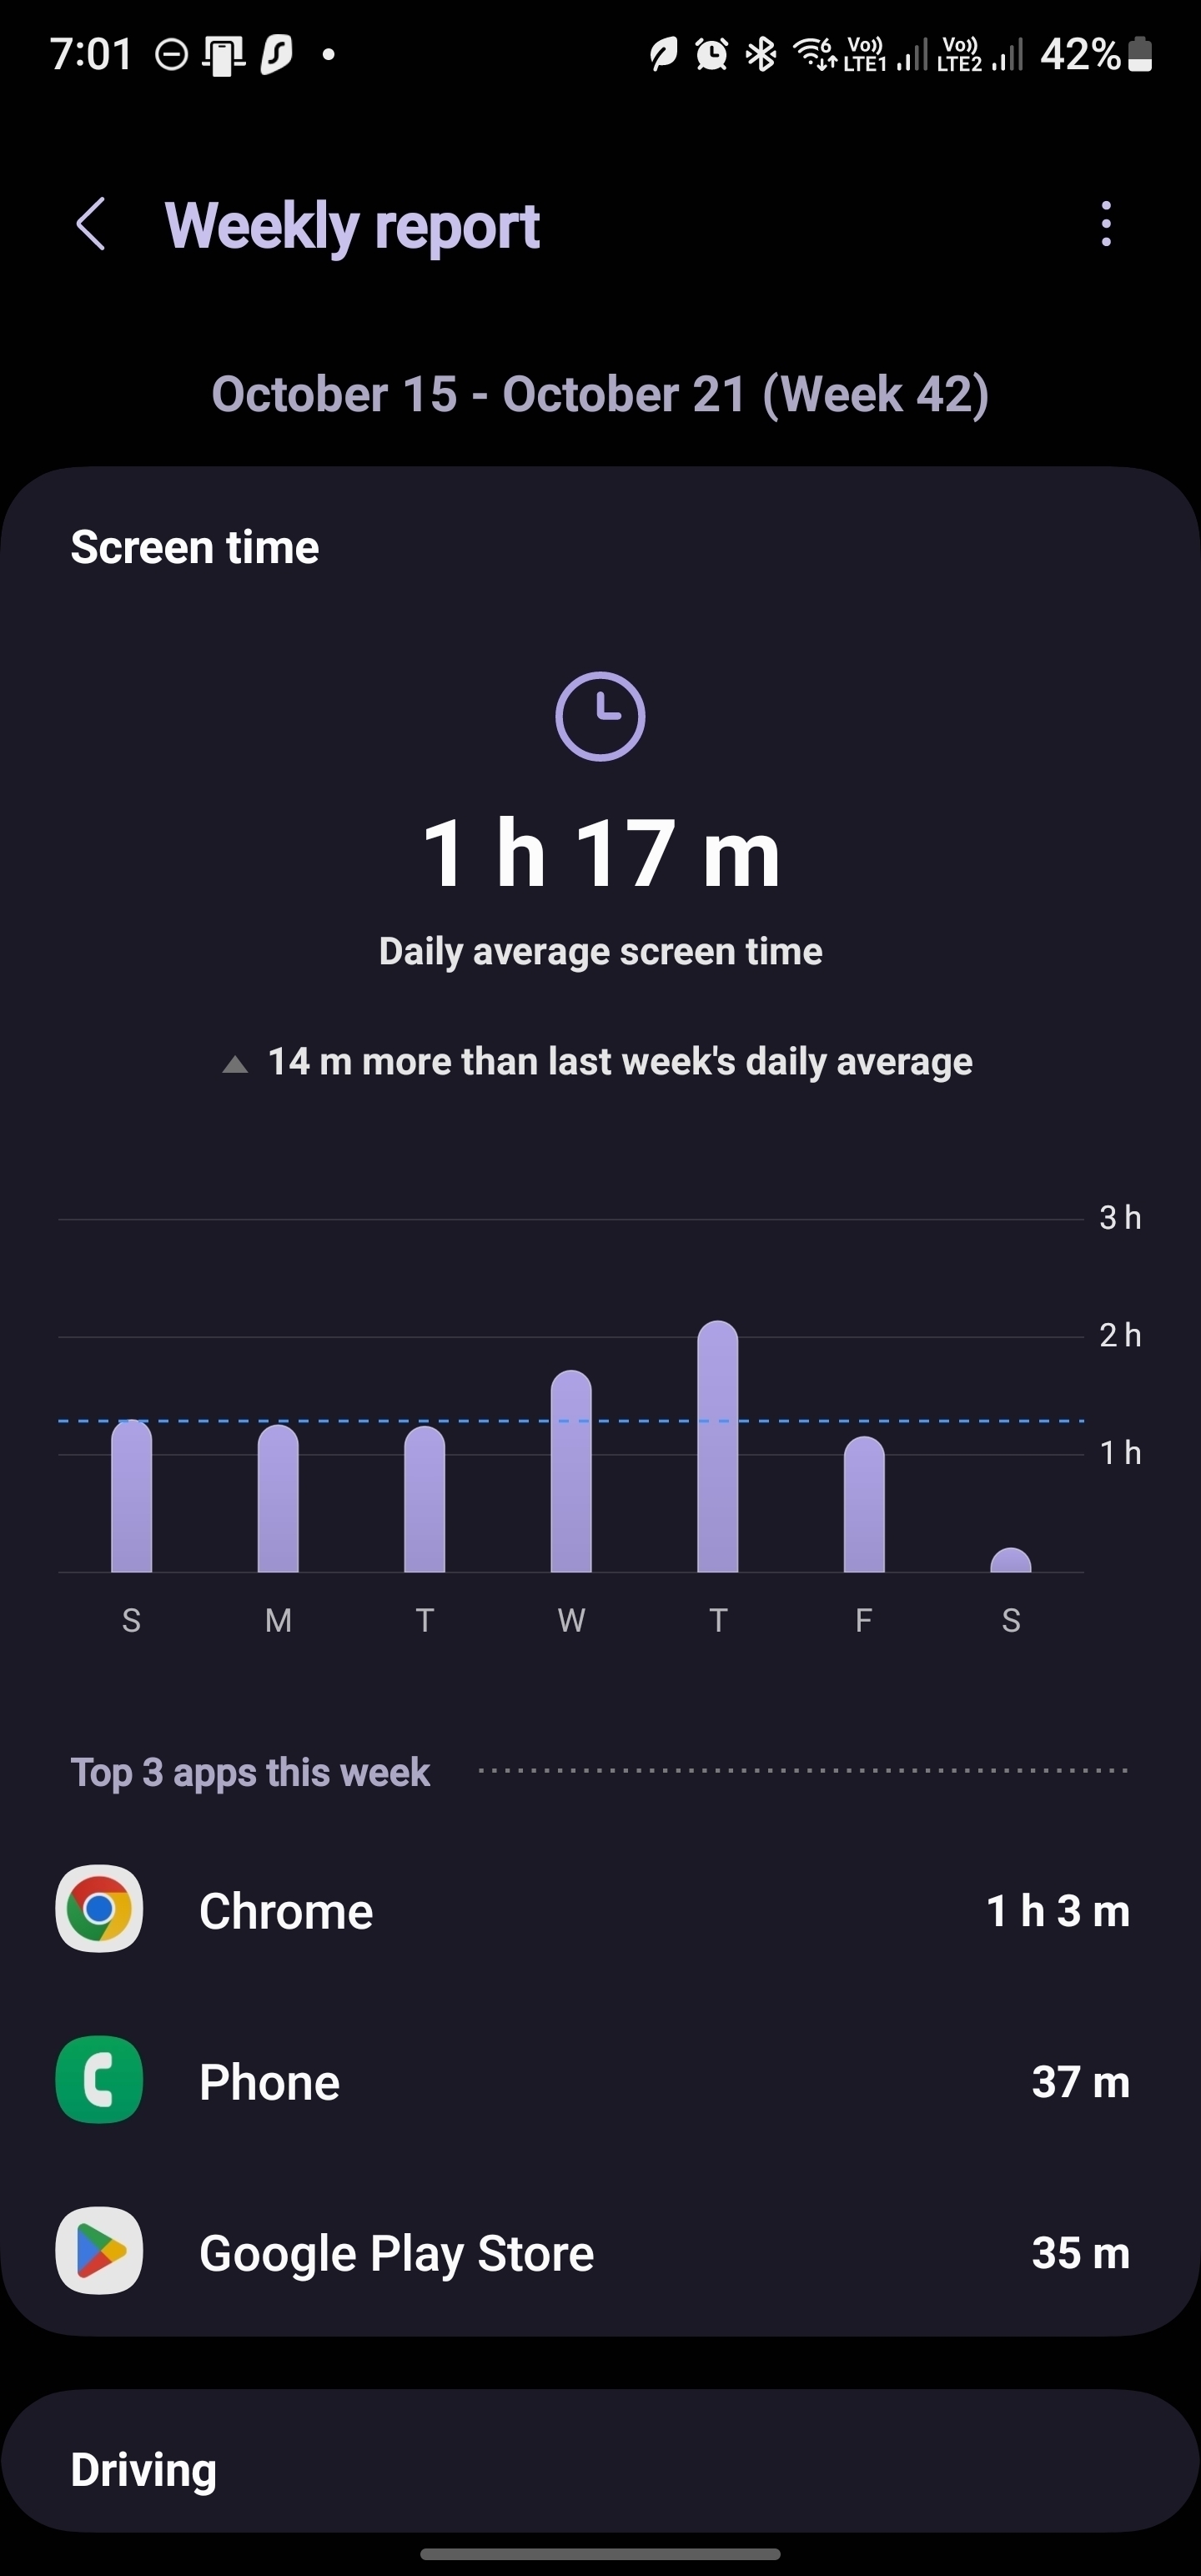 7:01
6 Vo)) LTE1 Vo)) LTE2 42%
Weekly report
October 15 - October 21 (Week 42)
Screen time
1 h 17 m
Daily average screen time
14 m more than last week's daily average
3 h
2 h
1 h
S M T W T F S
Top 3 apps this week
Chrome 1 h 3 m
Phone 37 m
Google Play Store 35 m
Driving